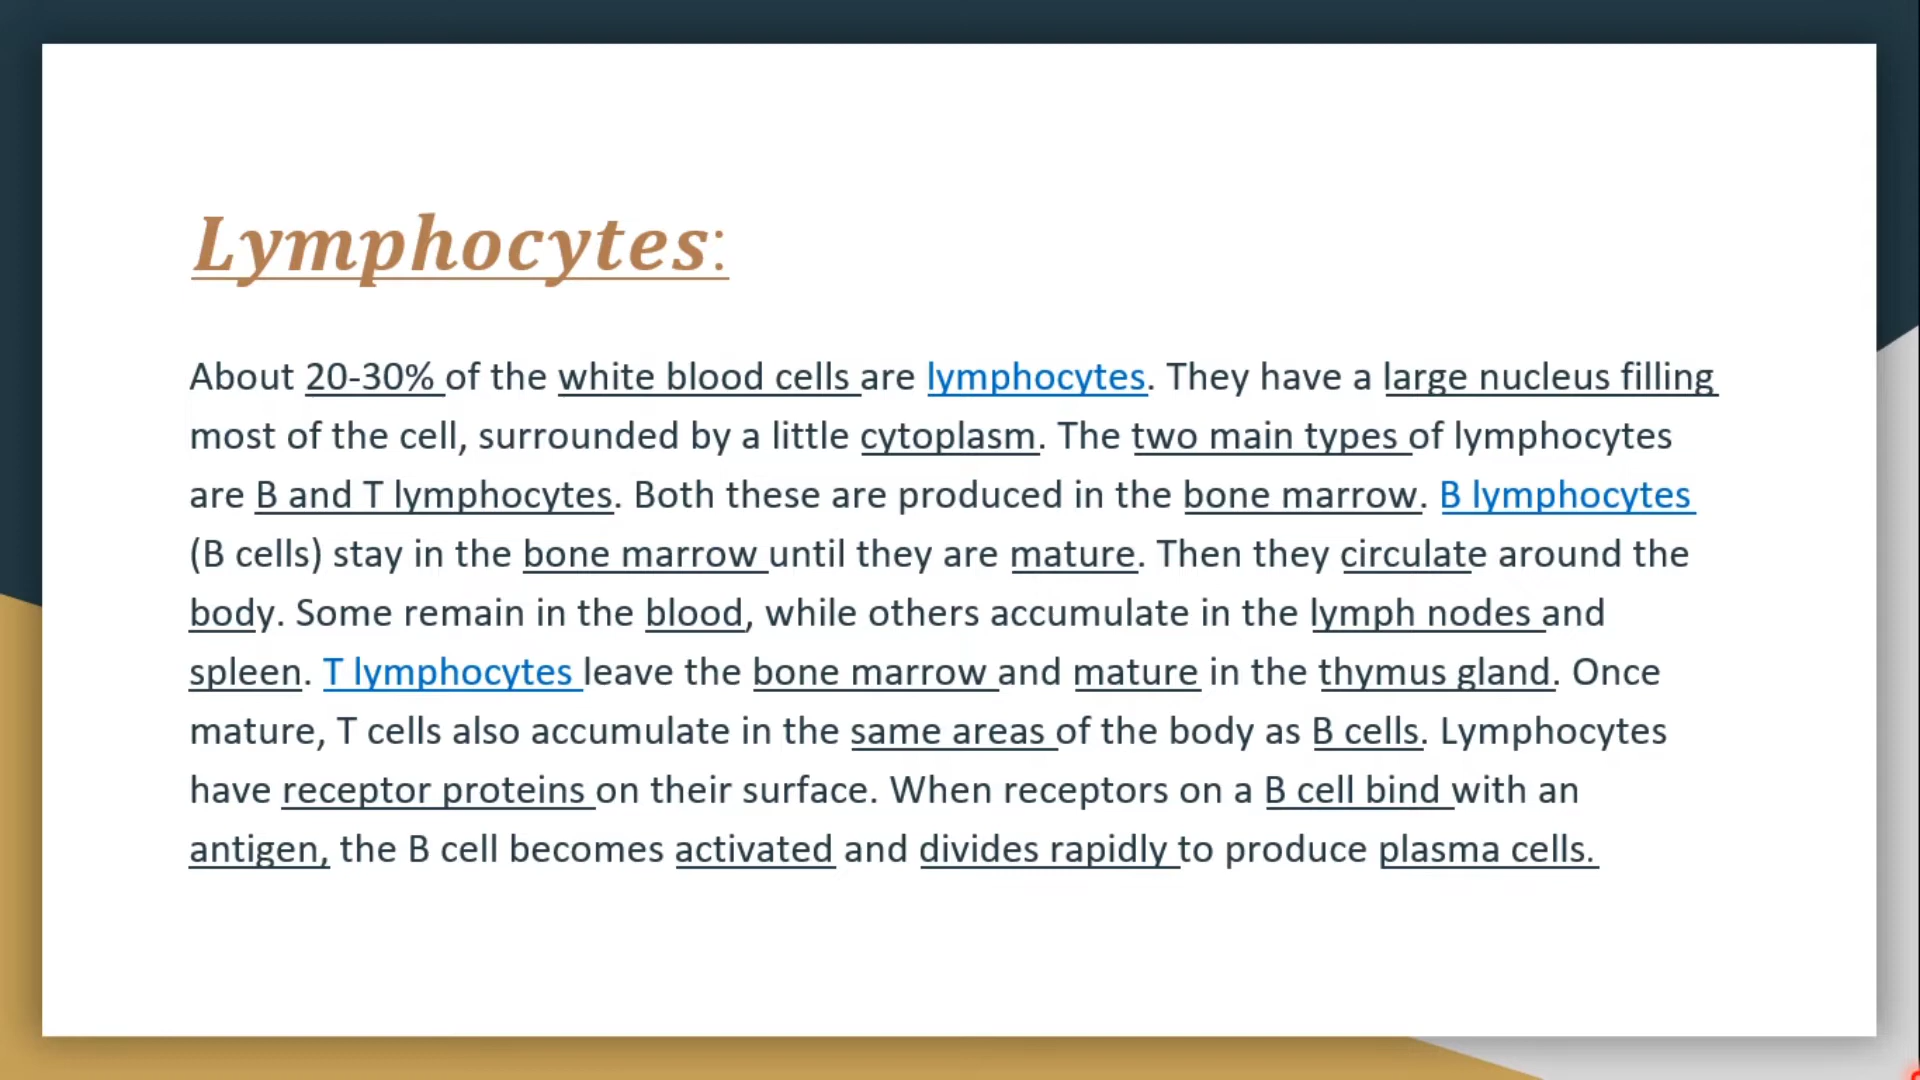 Lymphocytes:
About 20-30% of the white blood cells are lymphocytes. They have a large nucleus filling
most of the cell, surrounded by a little cytoplasm. The two main types of lymphocytes
are B and T lymphocytes. Both these are produced in the bone marrow. B lymphocytes
(B cells) stay in the bone marrow until they are mature. Then they circulate around the
body. Some remain in the blood, while others accumulate in the lymph nodes and
spleen. T lymphocytes leave the bone marrow and mature in the thymus gland. Once
mature, T cells also accumulate in the same areas of the body as B cells. Lymphocytes
have receptor proteins on their surface. When receptors on a B cell bind with an
antigen, the B cell becomes activated and divides rapidly to produce plasma cells.